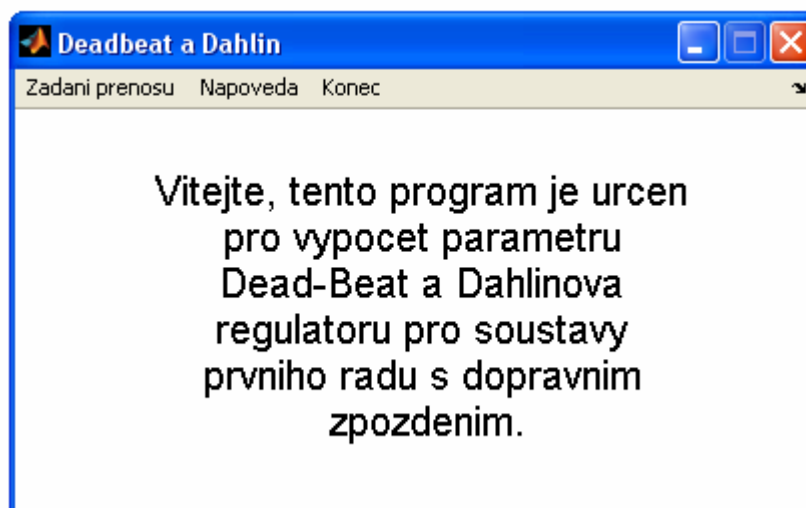 Deadbeat a Dahlin
Zadani prenosu Napoveda Konec
Vitejte, tento program je urcen
pro vypocet parametru
Dead-Beat a Dahlinova
regulatoru pro soustavy
prvniho radu s dopravnim
zpozdenim.